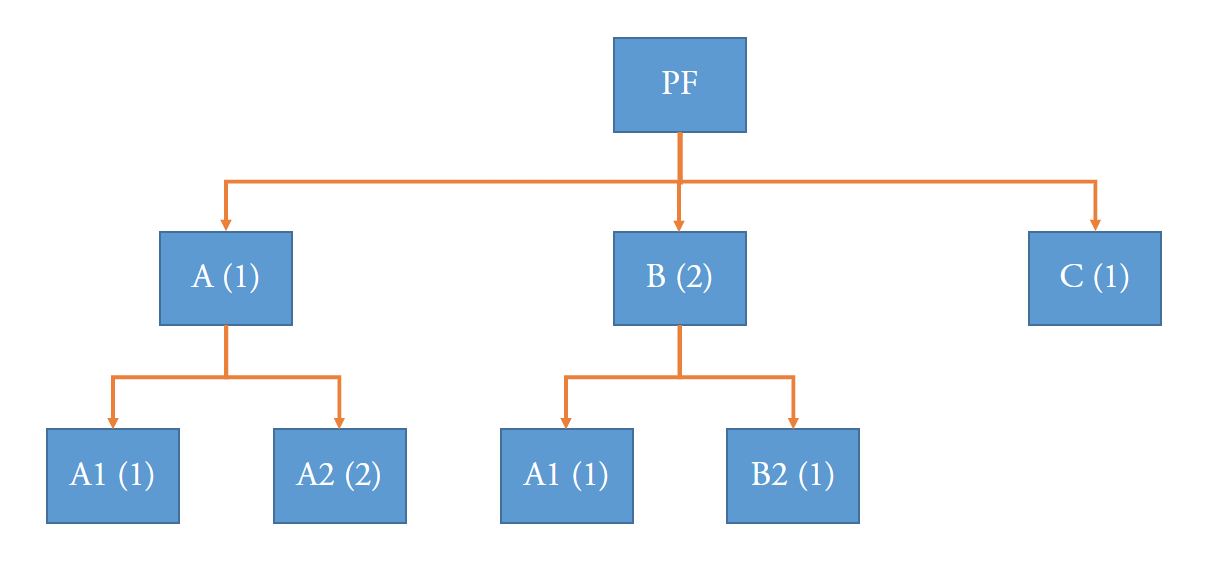 PF
A (1)
B (2)
C (1)
A1 (1)
A2 (2)
A1 (1)
B2 (1)